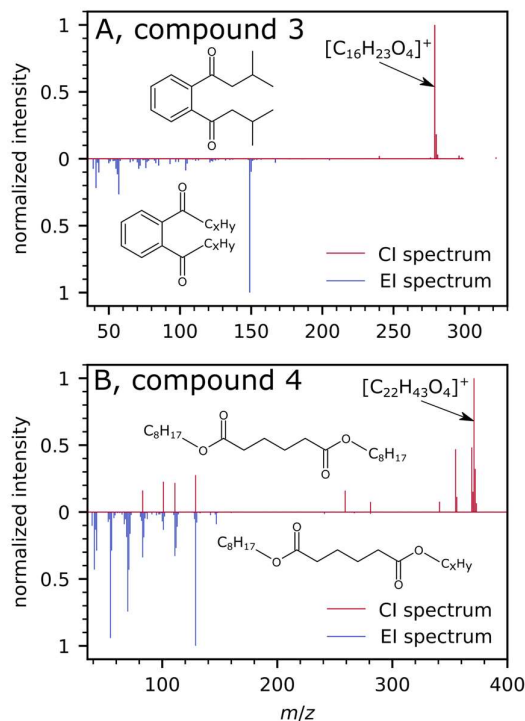 A, compound 3
[C₁₆H₂₃O₄]⁺
normalized intensity
1
0.5
0
0.5
1
O
O
O
CxHy
CxHy
O
CI spectrum
EI spectrum
50 100 150 200 250 300
B, compound 4
[C₂₂H₄₃O₄]⁺
normalized intensity
1
0.5
0
0.5
1
O
C₈H₁₇ O
O C₈H₁₇
O
O
C₈H₁₇ O
O CxHy
O
CI spectrum
EI spectrum
100 200 300 400
m/z